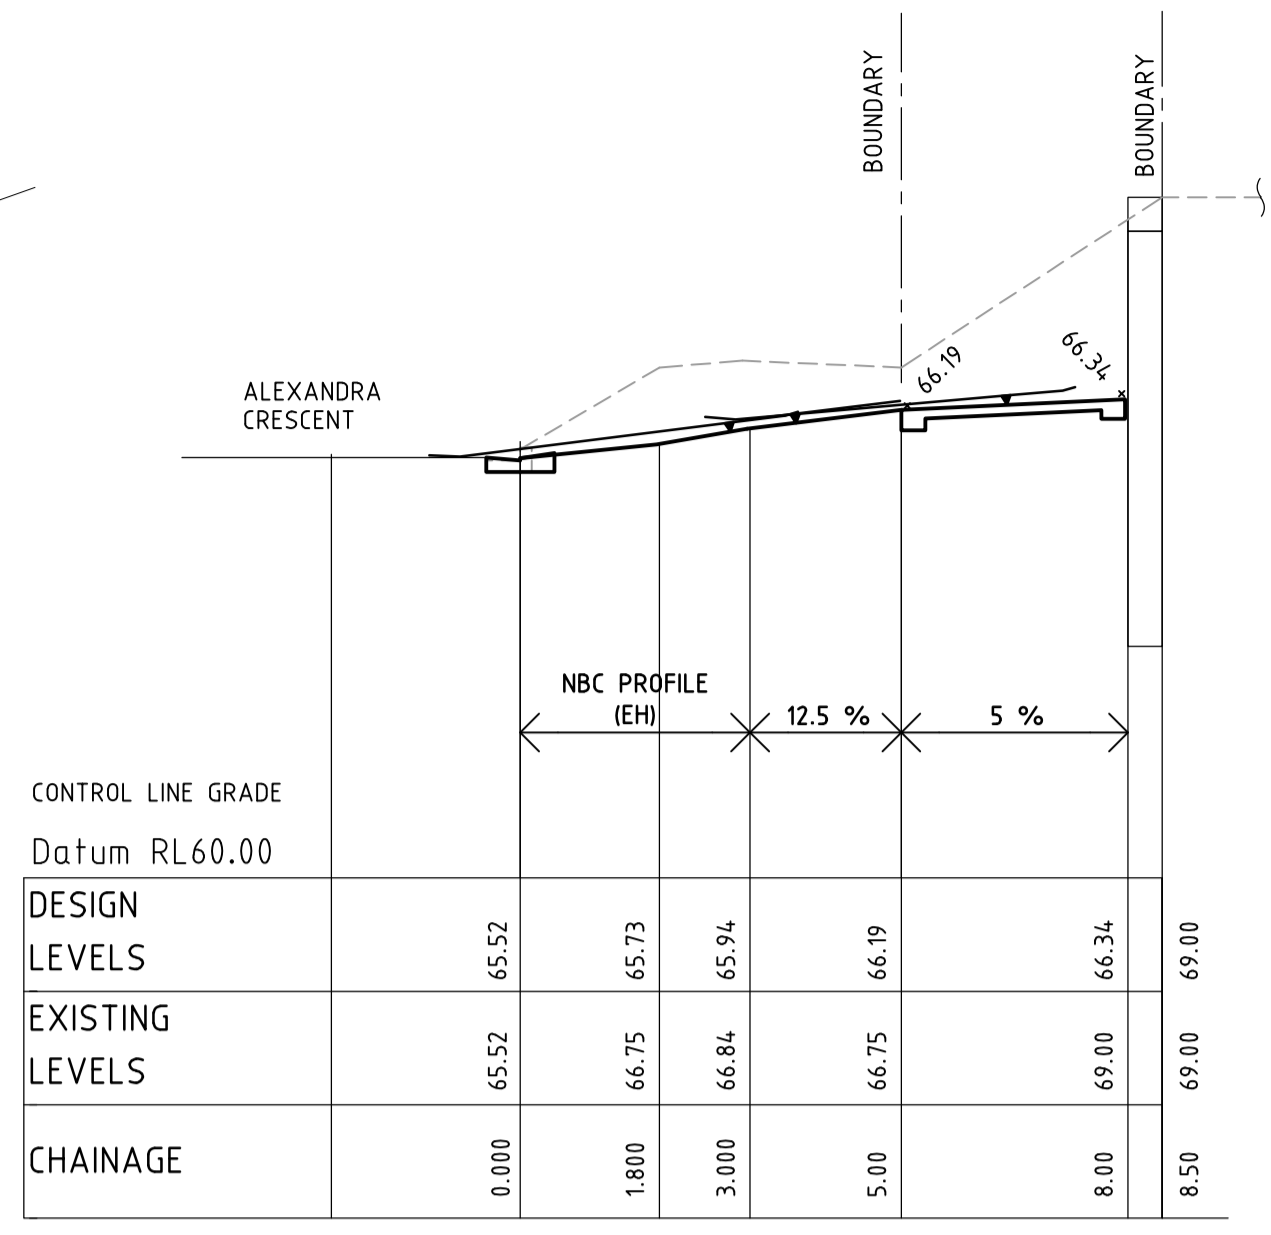 BOUNDARY
BOUNDARY
ALEXANDRA
CRESCENT
66.19
66.34
NBC PROFILE
(EH)
12.5 %
5 %
CONTROL LINE GRADE
Datum RL60.00
DESIGN
LEVELS
65.52
65.73
65.94
66.19
66.34
69.00
EXISTING
LEVELS
65.52
66.75
66.84
66.75
69.00
69.00
CHAINAGE
0.000
1.800
3.000
5.00
8.00
8.50